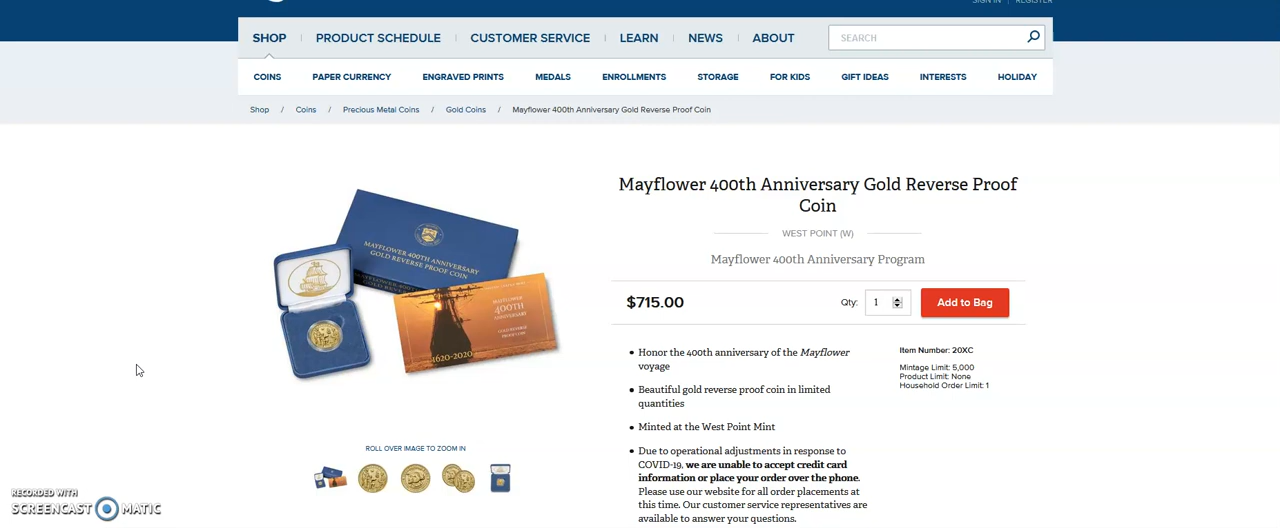 SIGN IN | REGISTER
SHOP | PRODUCT SCHEDULE | CUSTOMER SERVICE | LEARN | NEWS | ABOUT
SEARCH
COINS PAPER CURRENCY ENGRAVED PRINTS MEDALS ENROLLMENTS STORAGE FOR KIDS GIFT IDEAS INTERESTS HOLIDAY
Shop / Coins / Precious Metal Coins / Gold Coins / Mayflower 400th Anniversary Gold Reverse Proof Coin
MAYFLOWER 400TH ANNIVERSARY
GOLD REVERSE PROOF COIN
MAYFLOWER
400TH
ANNIVERSARY
GOLD REVERSE
PROOF COIN
1620-2020
ROLL OVER IMAGE TO ZOOM IN
Mayflower 400th Anniversary Gold Reverse Proof
Coin
WEST POINT (W)
Mayflower 400th Anniversary Program
$715.00
Qty: 1
Add to Bag
• Honor the 400th anniversary of the Mayflower
voyage
• Beautiful gold reverse proof coin in limited
quantities
• Minted at the West Point Mint
• Due to operational adjustments in response to
COVID-19, we are unable to accept credit card
information or place your order over the phone.
Please use our website for all order placements at
this time. Our customer service representatives are
available to answer your questions.
Item Number: 20XC
Mintage Limit: 5,000
Product Limit: None
Household Order Limit: 1
RECORDED WITH
SCREENCAST MATIC